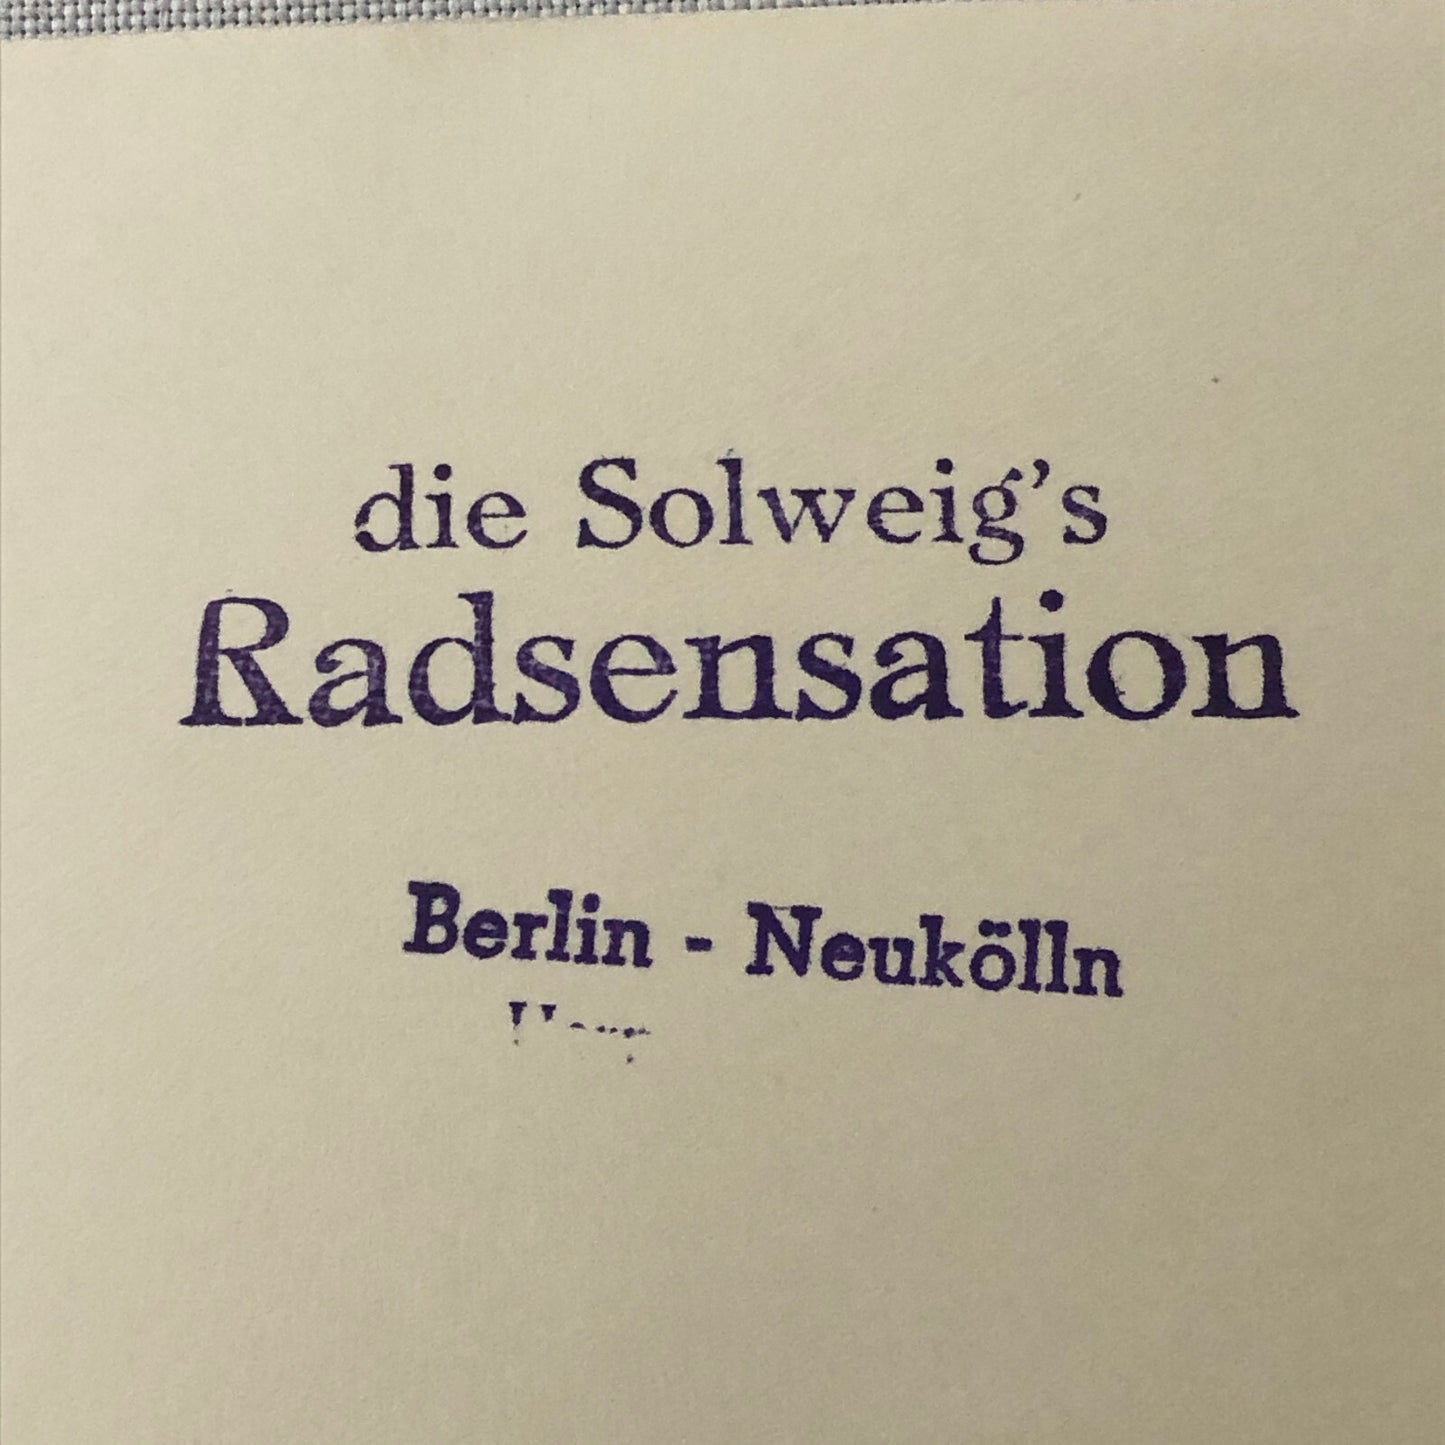 die Solweig's
Radsensation
Berlin - Neukölln